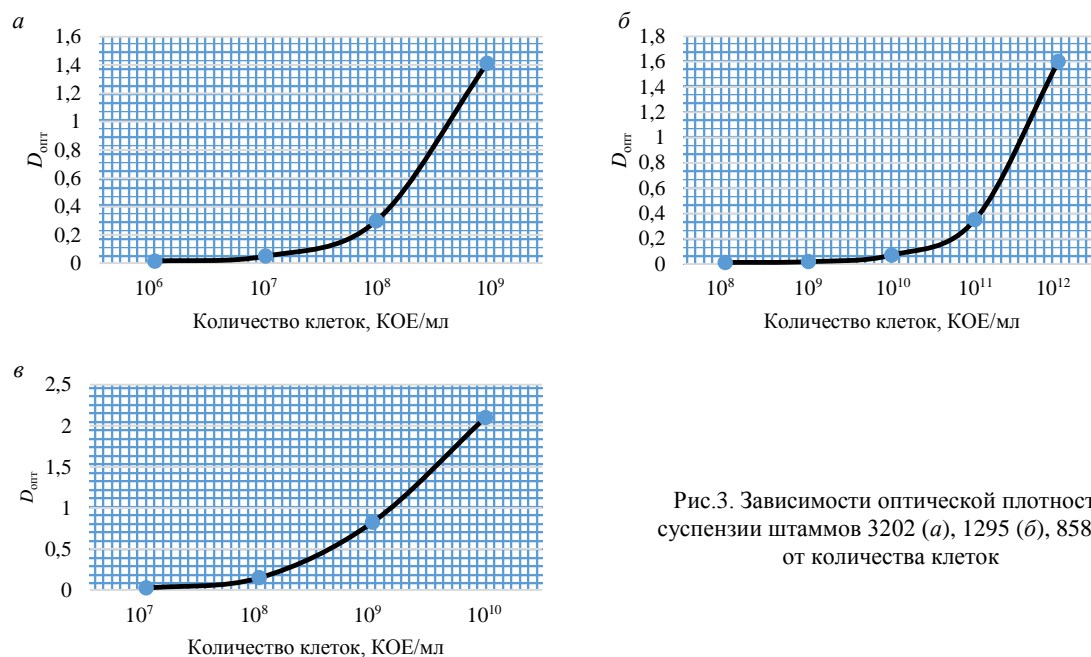 а
1,6
1,4
1,2
1
0,8
0,6
0,4
0,2
0
Dопт
10⁶ 10⁷ 10⁸ 10⁹
Количество клеток, КОЕ/мл
б
1,8
1,6
1,4
1,2
1
0,8
0,6
0,4
0,2
0
Dопт
10⁸ 10⁹ 10¹⁰ 10¹¹ 10¹²
Количество клеток, КОЕ/мл
в
2,5
2
1,5
1
0,5
0
Dопт
10⁷ 10⁸ 10⁹ 10¹⁰
Количество клеток, КОЕ/мл
Рис.3. Зависимости оптической плотност
суспензии штаммов 3202 (а), 1295 (б), 858
от количества клеток